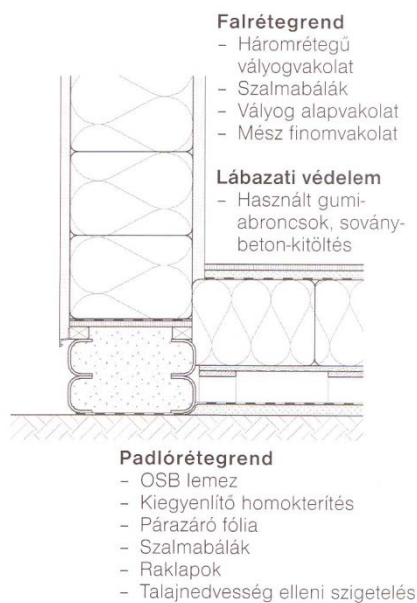 Falrétegrend
– Háromrétegű
vályogvakolat
– Szalmabálák
– Vályog alapvakolat
– Mész finomvakolat
Lábazati védelem
– Használt gumi-
abroncsok, sovány-
beton-kitöltés
Padlórétegrend
– OSB lemez
– Kiegyenlítő homokterítés
– Párazáró fólia
– Szalmabálák
– Raklapok
– Talajnedvesség elleni szigetelés